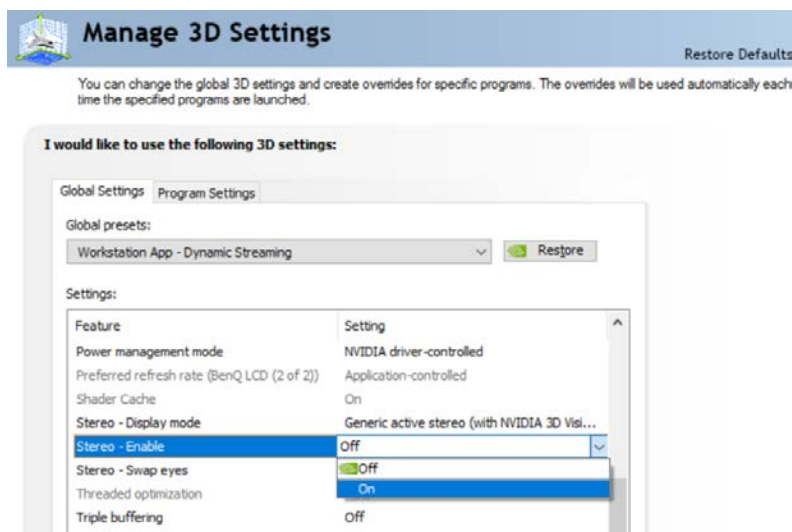 Manage 3D Settings
Restore Defaults
You can change the global 3D settings and create overrides for specific programs. The overrides will be used automatically each
time the specified programs are launched.
I would like to use the following 3D settings:
Global Settings Program Settings
Global presets:
Workstation App - Dynamic Streaming Restore
Settings:
Feature Setting
Power management mode NVIDIA driver-controlled
Preferred refresh rate (BenQ LCD (2 of 2)) Application-controlled
Shader Cache On
Stereo - Display mode Generic active stereo (with NVIDIA 3D Visi...
Stereo - Enable Off
Off
Stereo - Swap eyes
On
Threaded optimization
Triple buffering Off